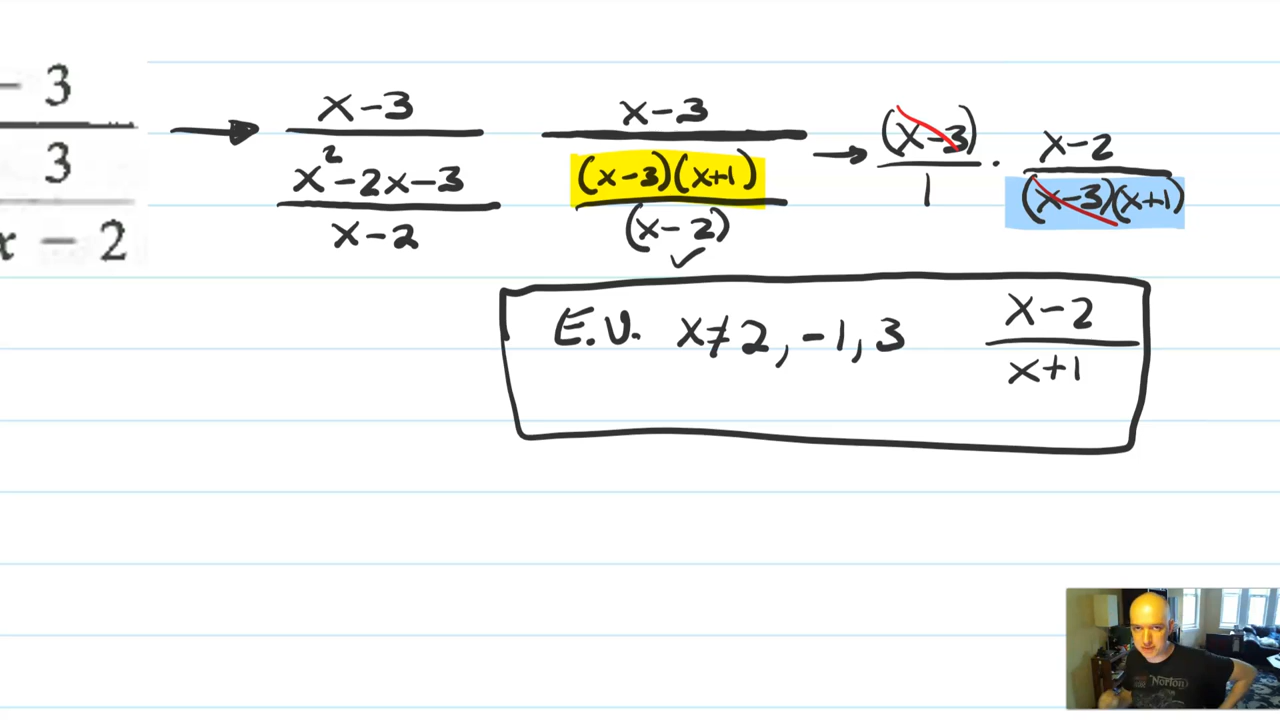 - 3
3
x - 2
→ x-3 / (x²-2x-3 / x-2)
x-3 / ((x-3)(x+1) / (x-2)) ✓
→ (x-3)/1 · x-2/(x-3)(x+1)
E.V. x≠2, -1, 3
x-2 / x+1
Norton